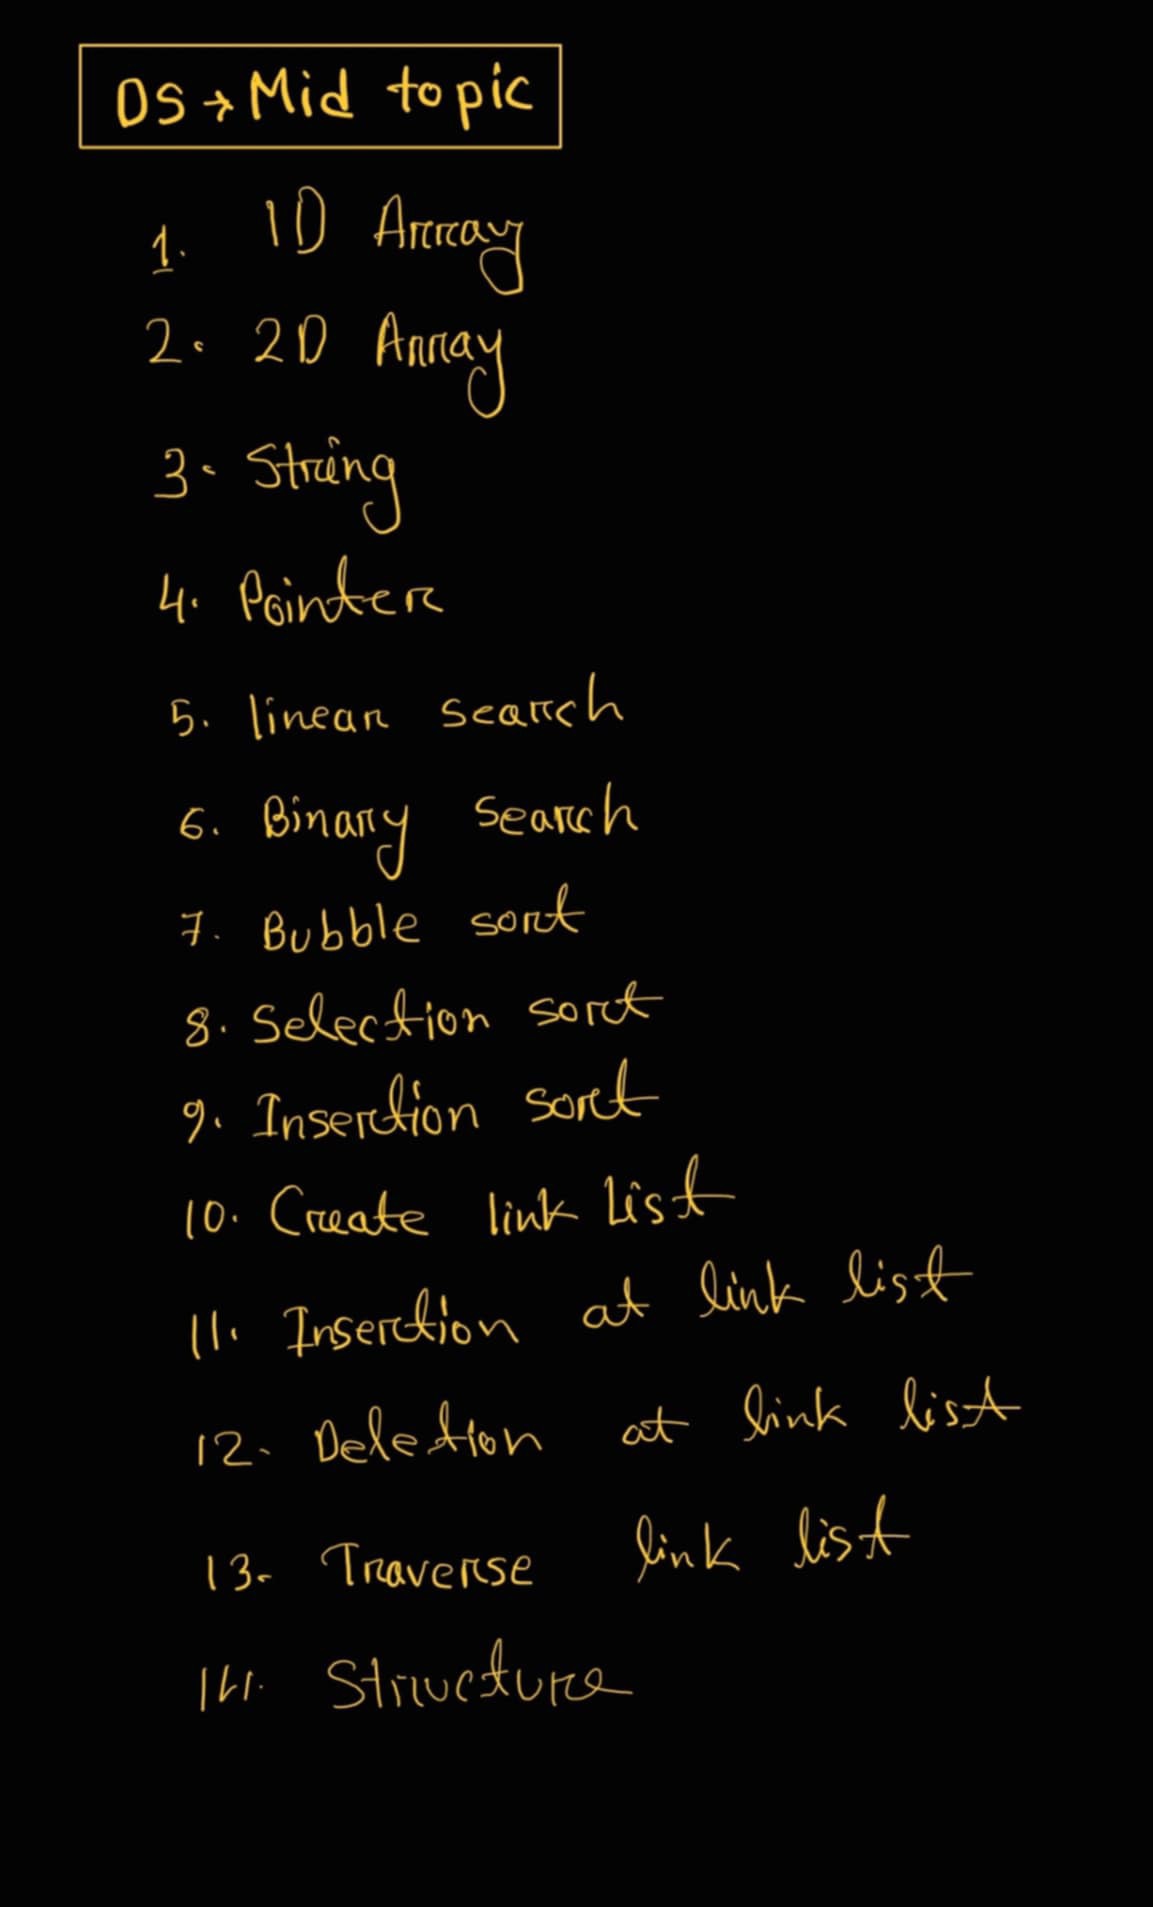 DS → Mid topic
1. 1D Array
2. 2D Array
3. String
4. Pointer
5. linear search
6. Binary search
7. Bubble sort
8. Selection sort
9. Insertion sort
10. Create link List
11. Insertion at link list
12. Deletion at link list
13. Traverse link list
14. Structure